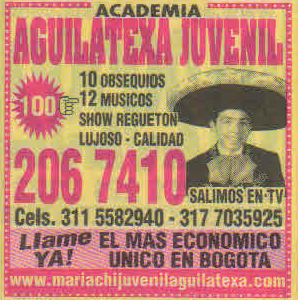 ACADEMIA
AGUILATEXA JUVENIL
100
10 OBSEQUIOS
12 MUSICOS
SHOW REGUETON
LUJOSO - CALIDAD
206 7410
SALIMOS EN TV
Cels. 311 5582940 - 317 7035925
Llame YA!
EL MAS ECONOMICO
UNICO EN BOGOTA
www.mariachijuvenilaguilatexa.com